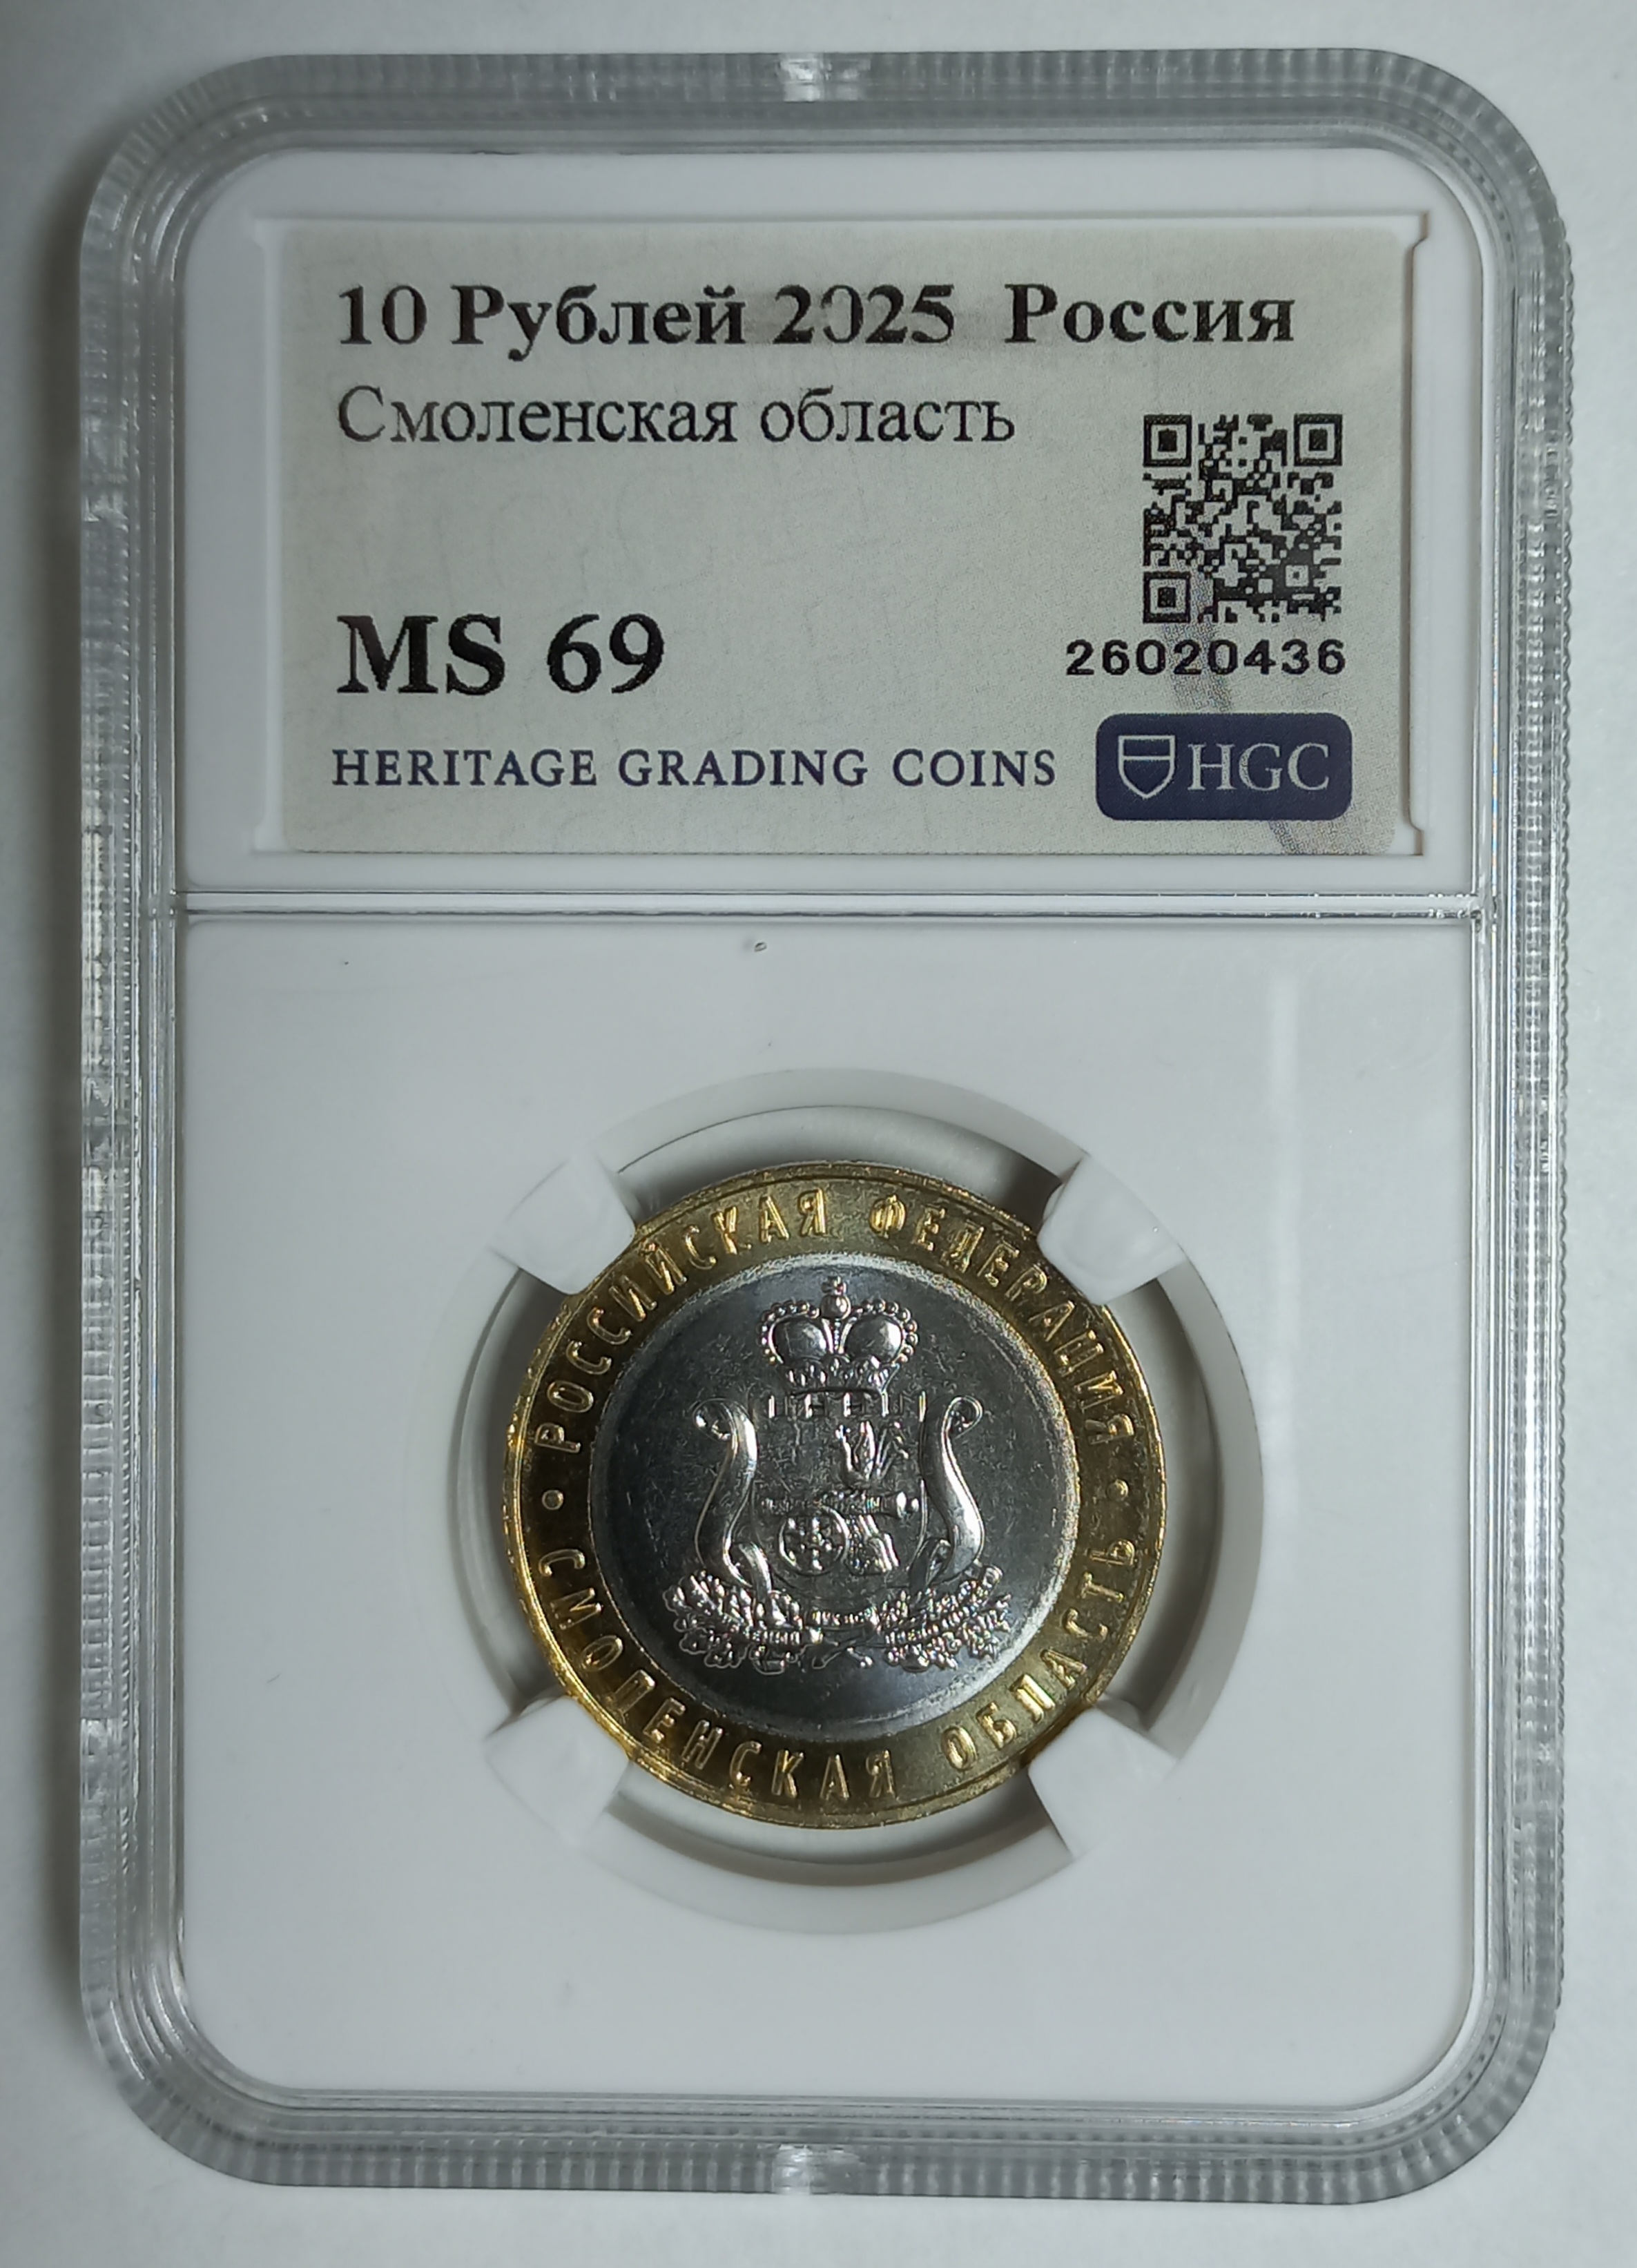 10 Рублей 2025 Россия
Смоленская область
MS 69
26020436
HERITAGE GRADING COINS
HGC
• РОССИЙСКАЯ ФЕДЕРАЦИЯ •
СМОЛЕНСКАЯ ОБЛАСТЬ